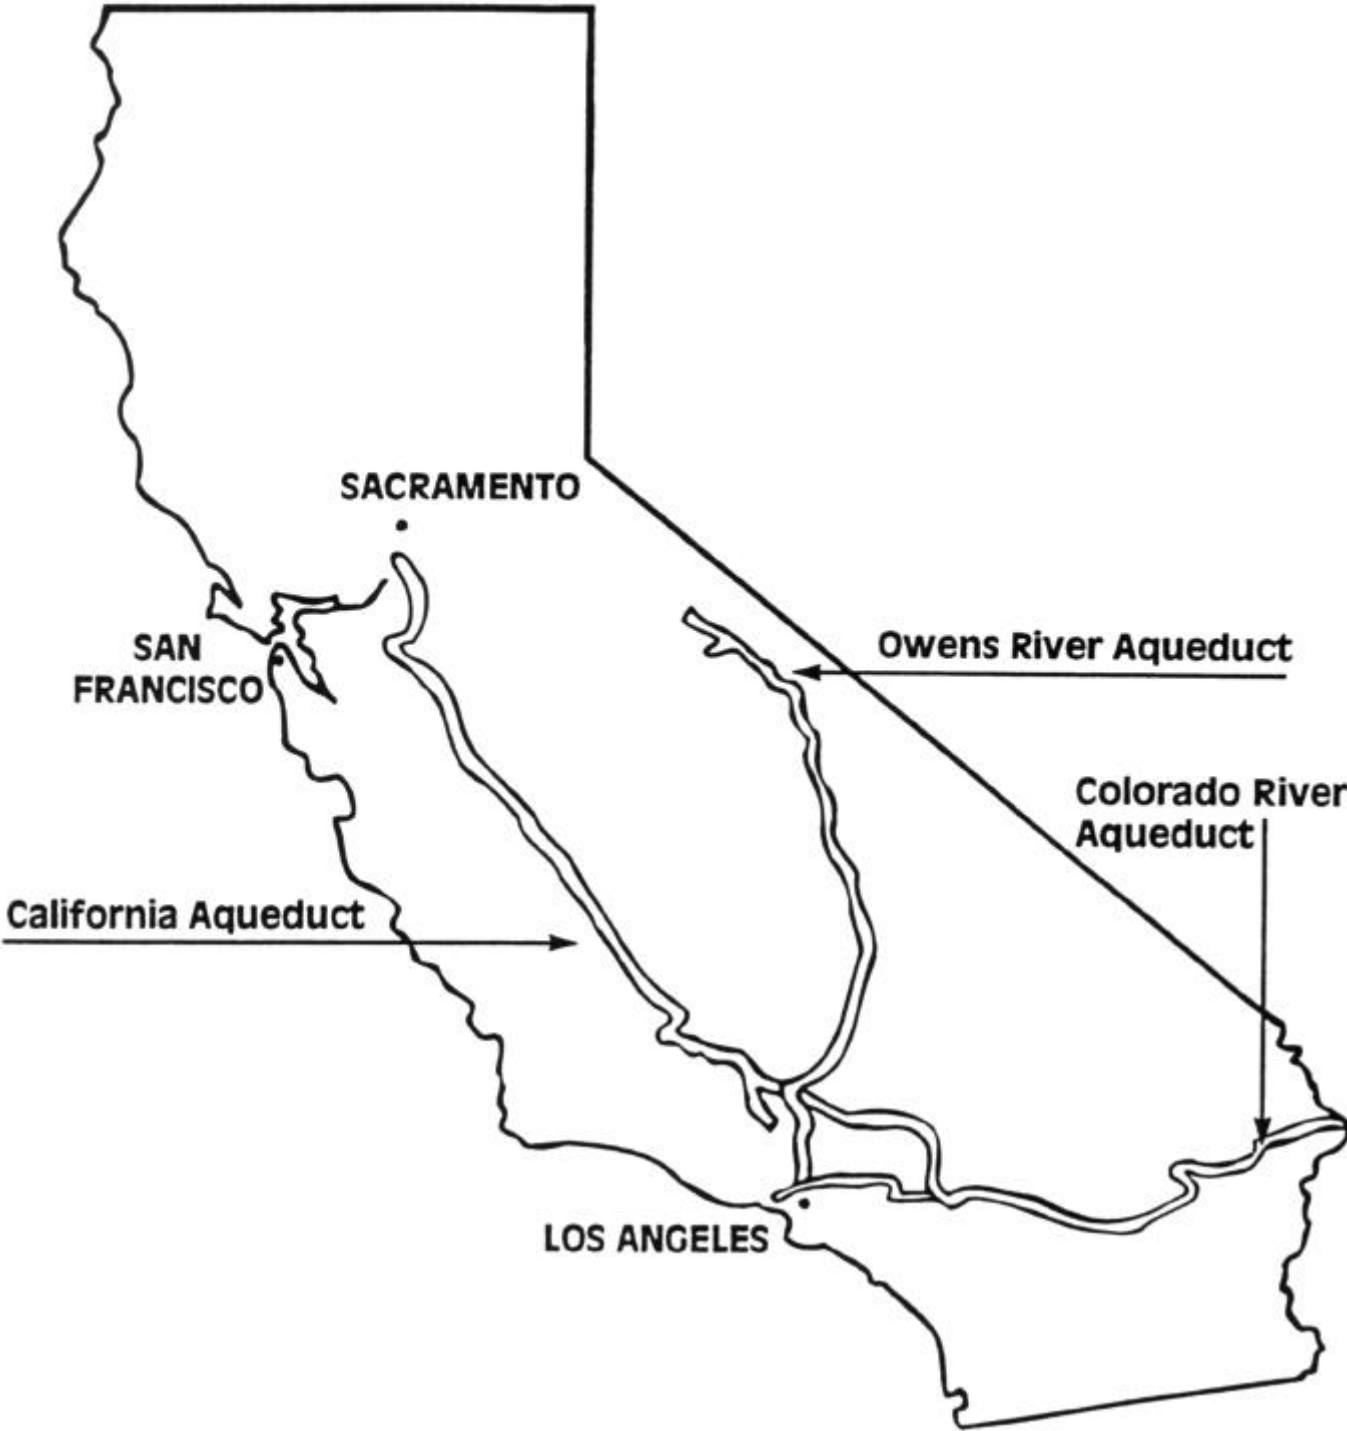 SACRAMENTO
SAN
FRANCISCO
Owens River Aqueduct
Colorado River
Aqueduct
California Aqueduct
LOS ANGELES